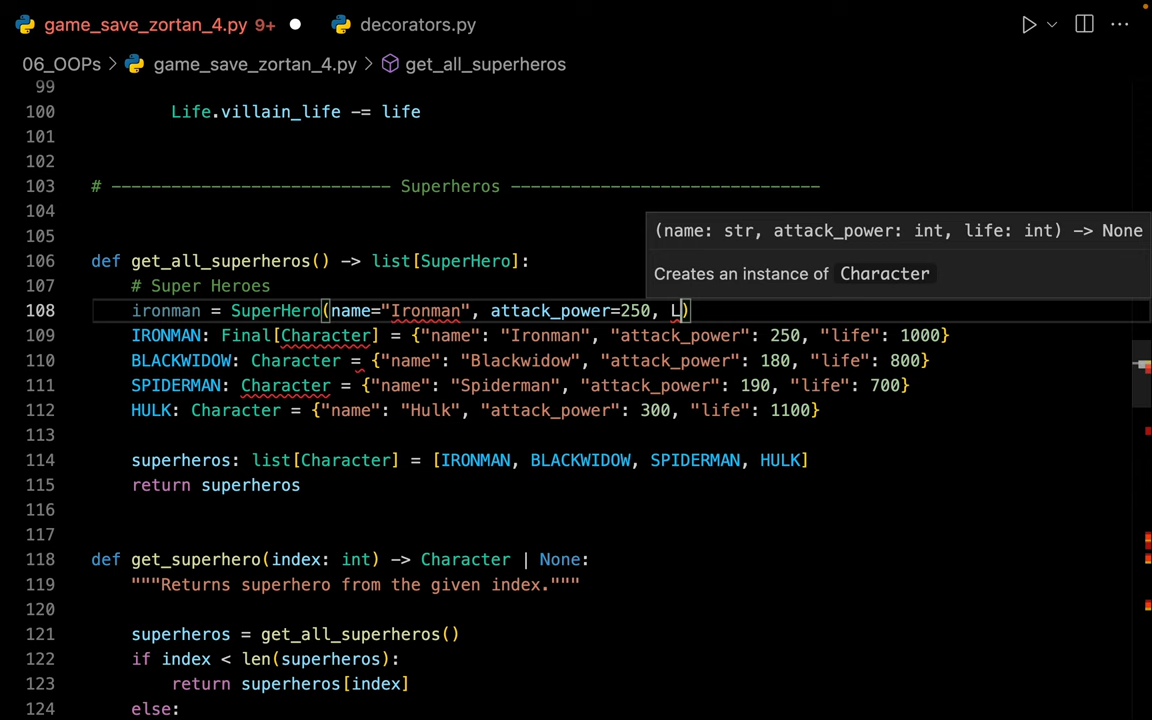 game_save_zortan_4.py 9+ ● decorators.py
06_OOPs > game_save_zortan_4.py > get_all_superheros
99
100 Life.villain_life -= life
101
102
103 # ---------------------------- Superheros -------------------------------
104
105
(name: str, attack_power: int, life: int) -> None
Creates an instance of Character
106 def get_all_superheros() -> list[SuperHero]:
107 # Super Heroes
108 ironman = SuperHero(name="Ironman", attack_power=250, L)
109 IRONMAN: Final[Character] = {"name": "Ironman", "attack_power": 250, "life": 1000}
110 BLACKWIDOW: Character = {"name": "Blackwidow", "attack_power": 180, "life": 800}
111 SPIDERMAN: Character = {"name": "Spiderman", "attack_power": 190, "life": 700}
112 HULK: Character = {"name": "Hulk", "attack_power": 300, "life": 1100}
113
114 superheros: list[Character] = [IRONMAN, BLACKWIDOW, SPIDERMAN, HULK]
115 return superheros
116
117
118 def get_superhero(index: int) -> Character | None:
119 """Returns superhero from the given index."""
120
121 superheros = get_all_superheros()
122 if index < len(superheros):
123 return superheros[index]
124 else: